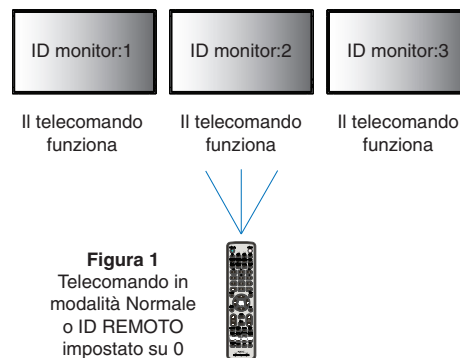 ID monitor:1
ID monitor:2
ID monitor:3
Il telecomando
funziona
Il telecomando
funziona
Il telecomando
funziona
Figura 1
Telecomando in
modalità Normale
o ID REMOTO
impostato su 0